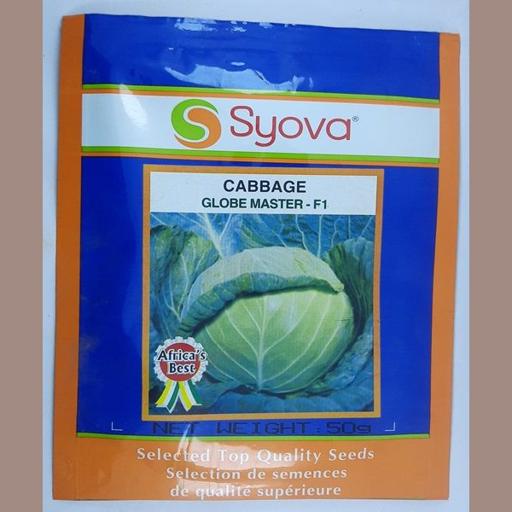 Syova®
CABBAGE
GLOBE MASTER - F1
Africa's
Best
NET WEIGHT:50g
Selected Top Quality Seeds
Selection de semences
de qualité supérieure